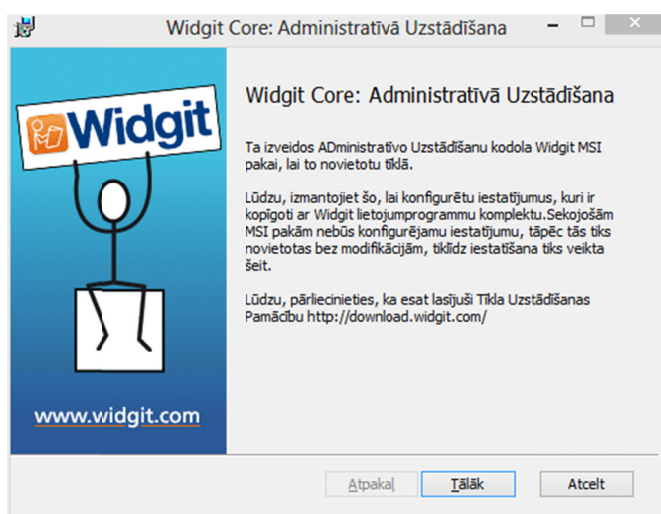 Widgit Core: Administratīvā Uzstādīšana
Widgit
Widgit Core: Administratīvā Uzstādīšana
Ta izveidos ADministratīvo Uzstādīšanu kodola Widgit MSI
pakai, lai to novietotu tīklā.
Lūdzu, izmantojiet šo, lai konfigurētu iestatījumus, kuri ir
kopīgoti ar Widgit lietojumprogrammu komplektu.Sekojošām
MSI pakām nebūs konfigurējamu iestatījumu, tāpēc tās tiks
novietotas bez modifikācijām, tiklīdz iestatīšana tiks veikta
šeit.
Lūdzu, pārliecinieties, ka esat lasījuši Tīkla Uzstādīšanas
Pamācību http://download.widgit.com/
www.widgit.com
Atpakaļ Tālāk Atcelt